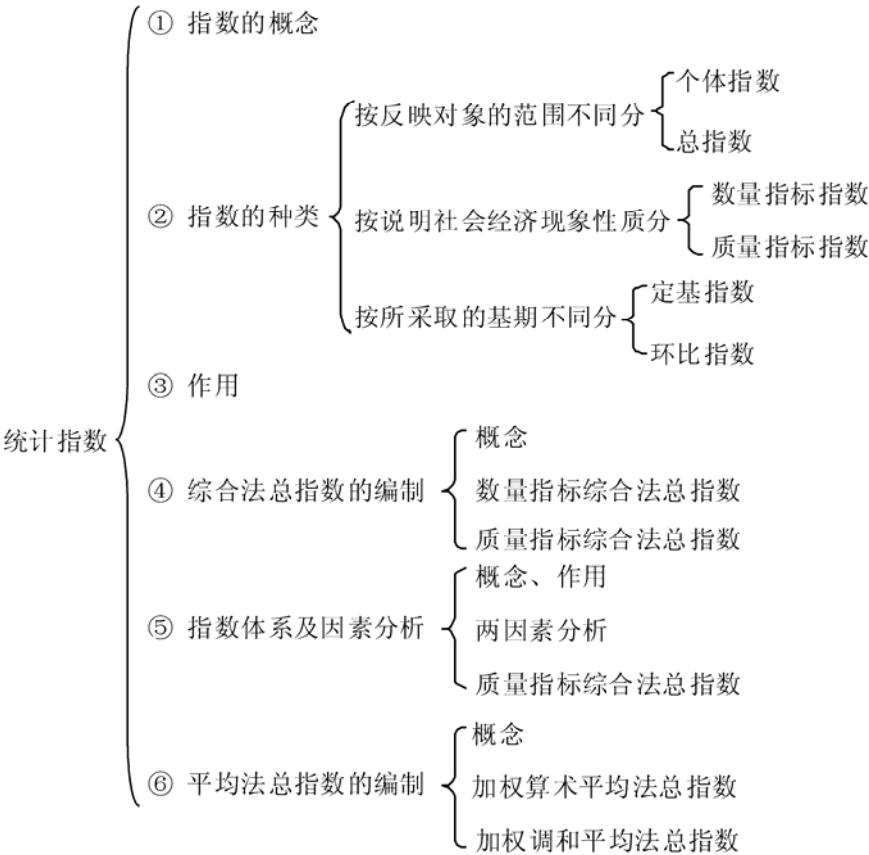 统计指数
① 指数的概念
② 指数的种类
按反映对象的范围不同分
个体指数
总指数
按说明社会经济现象性质分
数量指标指数
质量指标指数
按所采取的基期不同分
定基指数
环比指数
③ 作用
④ 综合法总指数的编制
概念
数量指标综合法总指数
质量指标综合法总指数
⑤ 指数体系及因素分析
概念、作用
两因素分析
质量指标综合法总指数
⑥ 平均法总指数的编制
概念
加权算术平均法总指数
加权调和平均法总指数